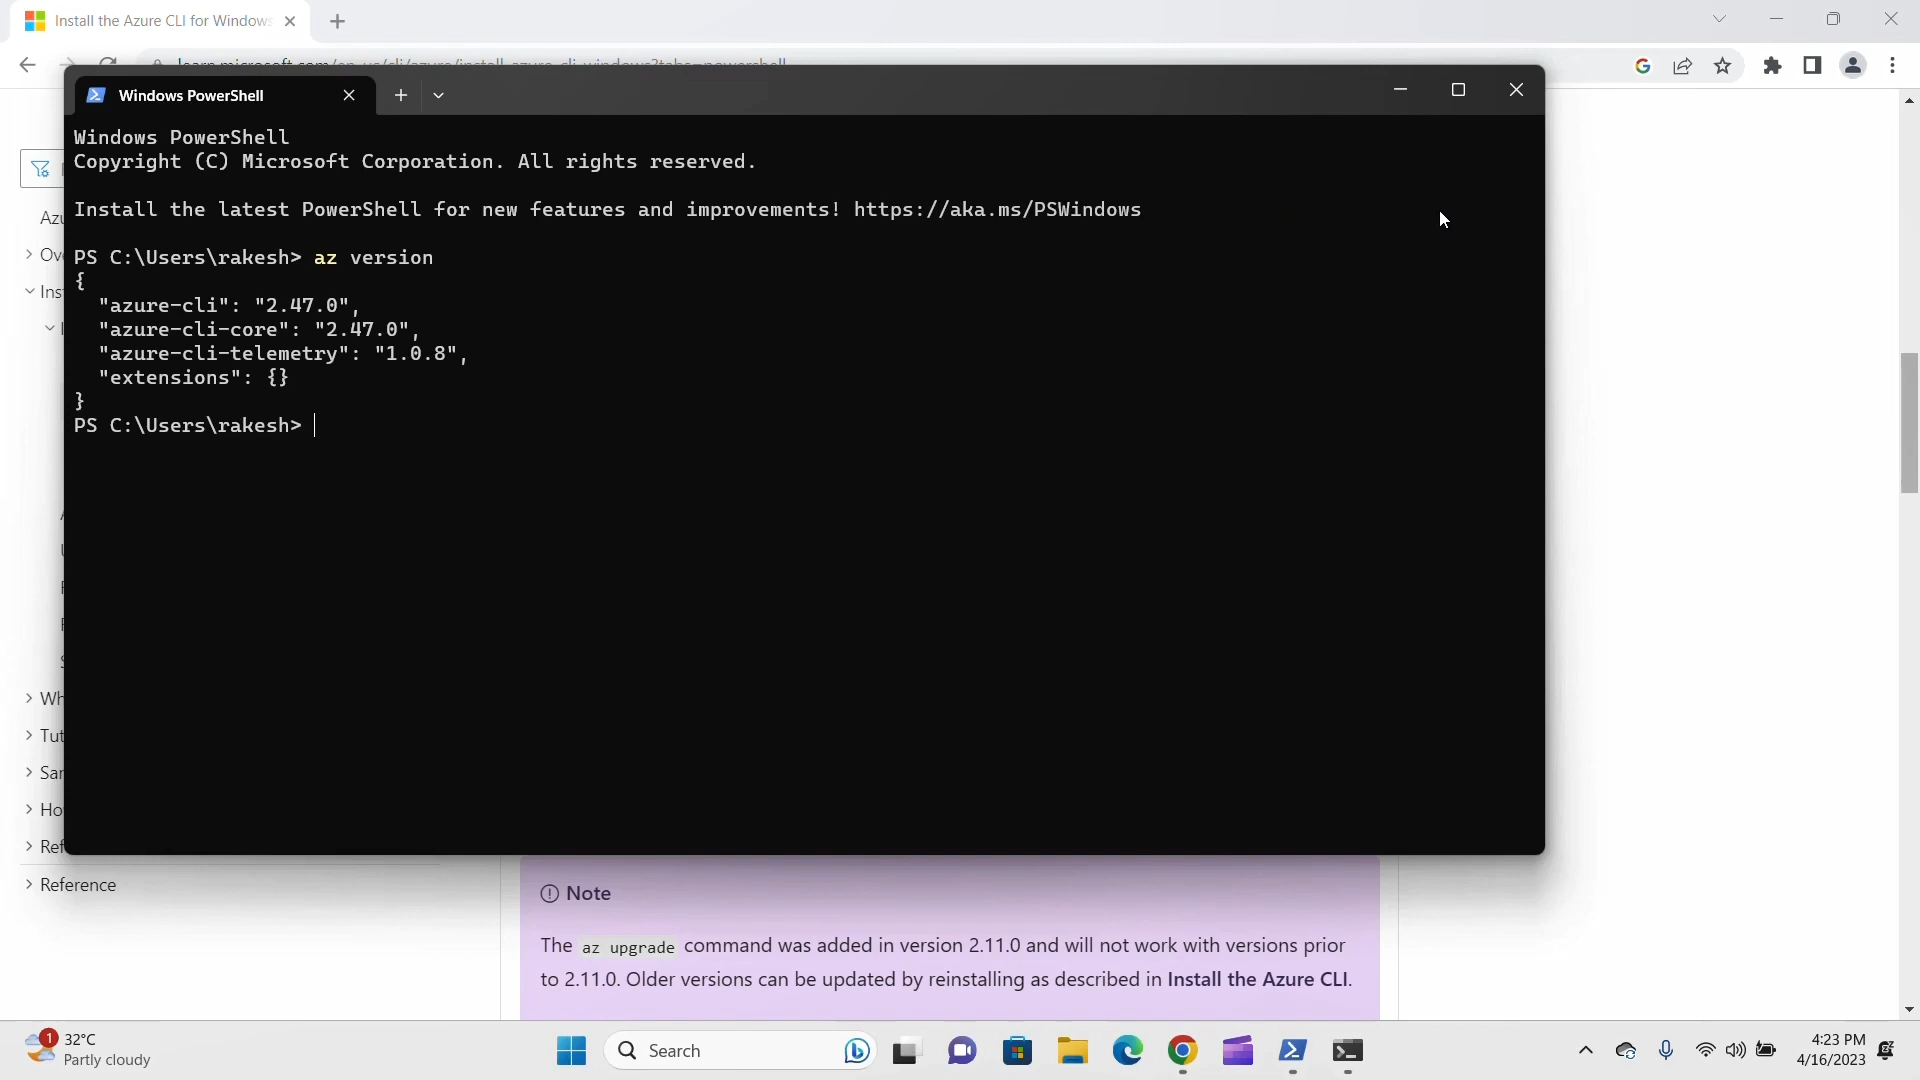 Install the Azure CLI for Windows
Windows PowerShell
Windows PowerShell
Copyright (C) Microsoft Corporation. All rights reserved.
Install the latest PowerShell for new features and improvements! https://aka.ms/PSWindows
PS C:\Users\rakesh> az version
{
"azure-cli": "2.47.0",
"azure-cli-core": "2.47.0",
"azure-cli-telemetry": "1.0.8",
"extensions": {}
}
PS C:\Users\rakesh>
Reference
Note
The az upgrade command was added in version 2.11.0 and will not work with versions prior
to 2.11.0. Older versions can be updated by reinstalling as described in Install the Azure CLI.
1
32°C
Partly cloudy
Search
4:23 PM
4/16/2023